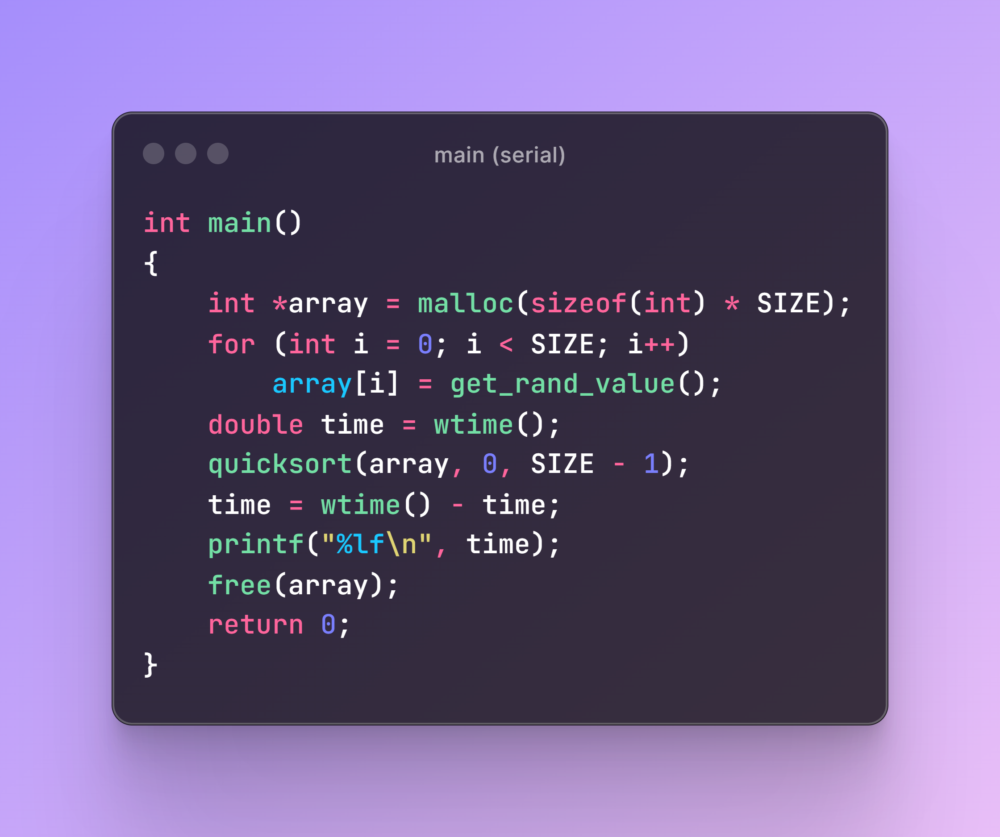 main (serial)
int main()
{
    int *array = malloc(sizeof(int) * SIZE);
    for (int i = 0; i < SIZE; i++)
        array[i] = get_rand_value();
    double time = wtime();
    quicksort(array, 0, SIZE - 1);
    time = wtime() - time;
    printf("%lf\n", time);
    free(array);
    return 0;
}